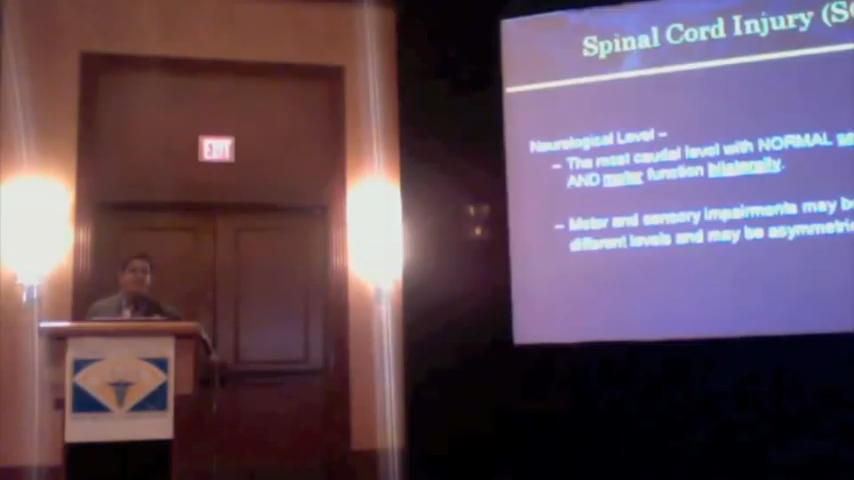 EXIT
Spinal Cord Injury (S
Neurological Level –
– The most caudal level with NORMAL se
AND motor function bilaterally.
– Motor and sensory impairments may be
different levels and may be asymmetric